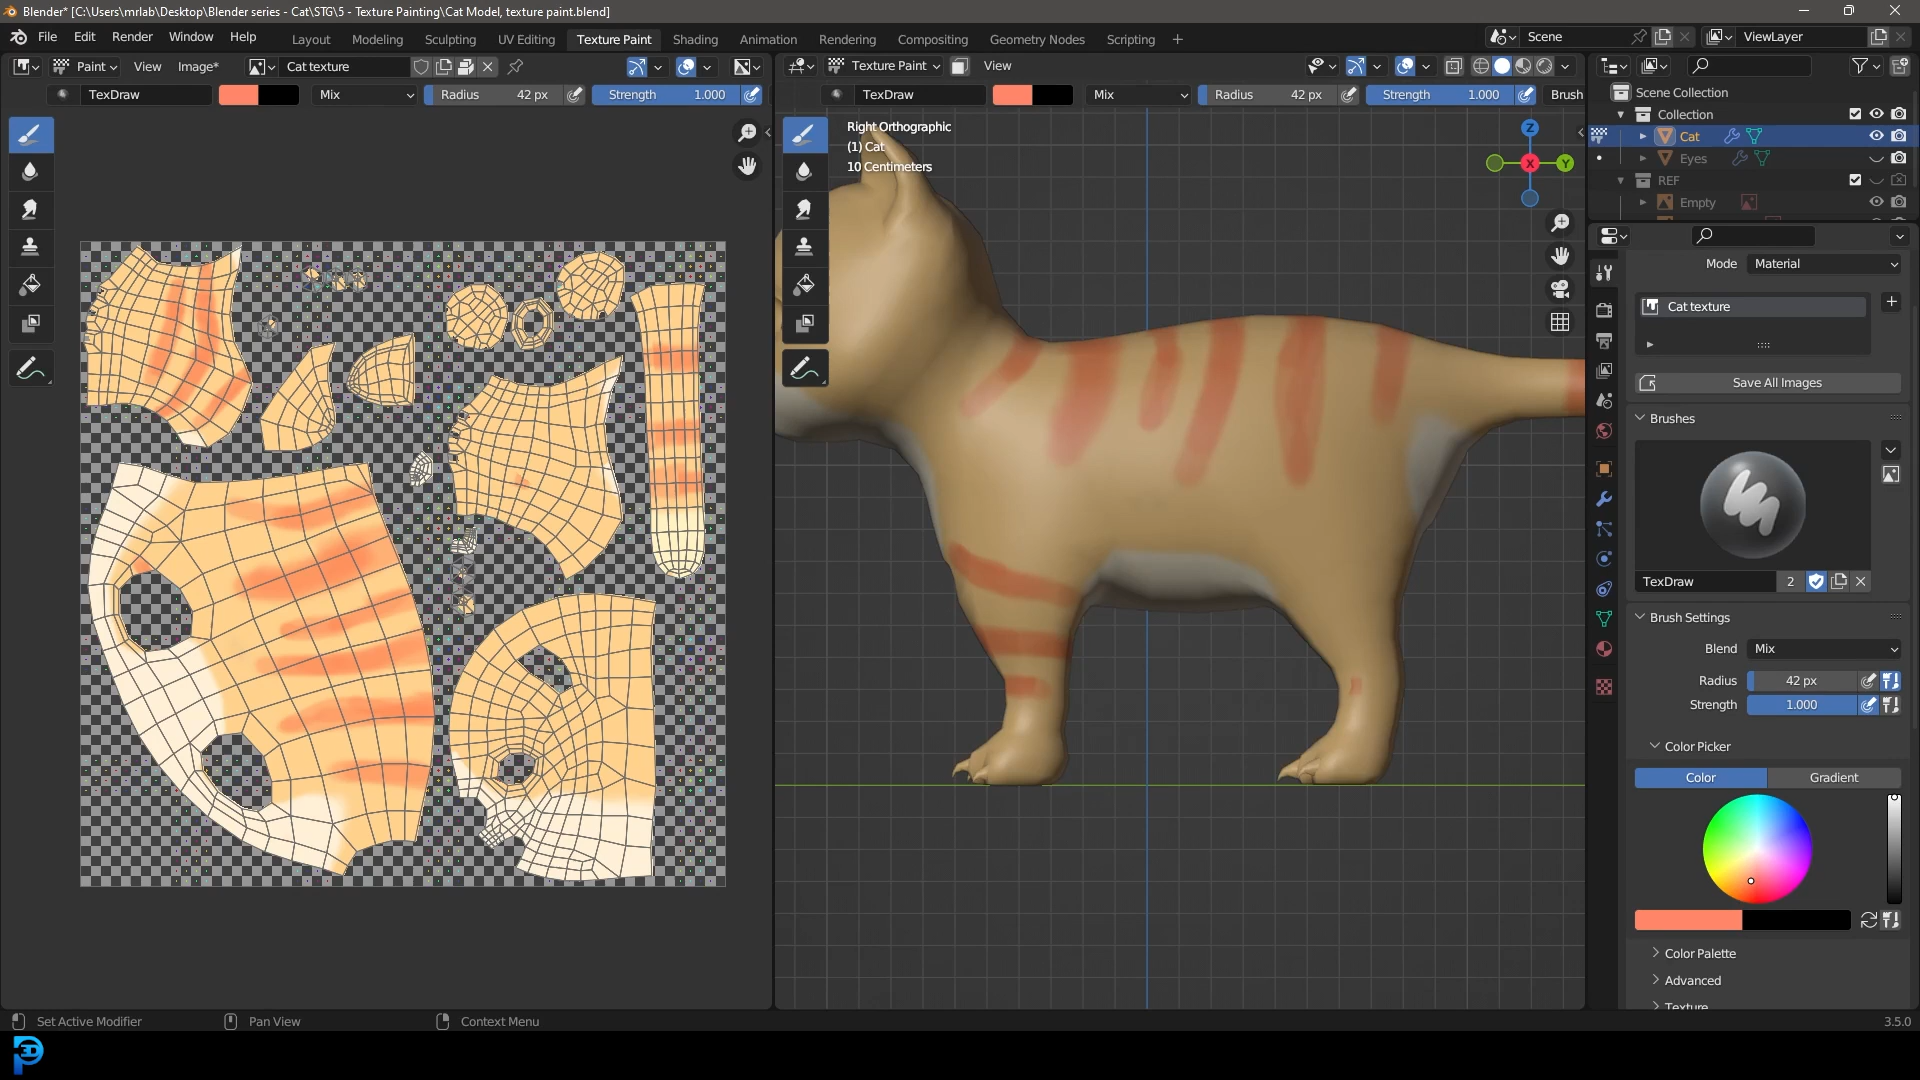 Blender* [C:\Users\mrlab\Desktop\Blender series - Cat\STG\5 - Texture Painting\Cat Model, texture paint.blend]
File Edit Render Window Help Layout Modeling Sculpting UV Editing Texture Paint Shading Animation Rendering Compositing Geometry Nodes Scripting + Scene ViewLayer
Paint View Image* Cat texture Texture Paint View
TexDraw Mix Radius 42 px Strength 1.000 TexDraw Mix Radius 42 px Strength 1.000 Brush
Right Orthographic
(1) Cat
10 Centimeters
Z
X
Y
Scene Collection
Collection
Cat
Eyes
REF
Empty
Mode Material
Cat texture
Save All Images
Brushes
TexDraw 2
Brush Settings
Blend Mix
Radius 42 px
Strength 1.000
Color Picker
Color Gradient
Color Palette
Advanced
Texture
Set Active Modifier Pan View Context Menu 3.5.0
3D